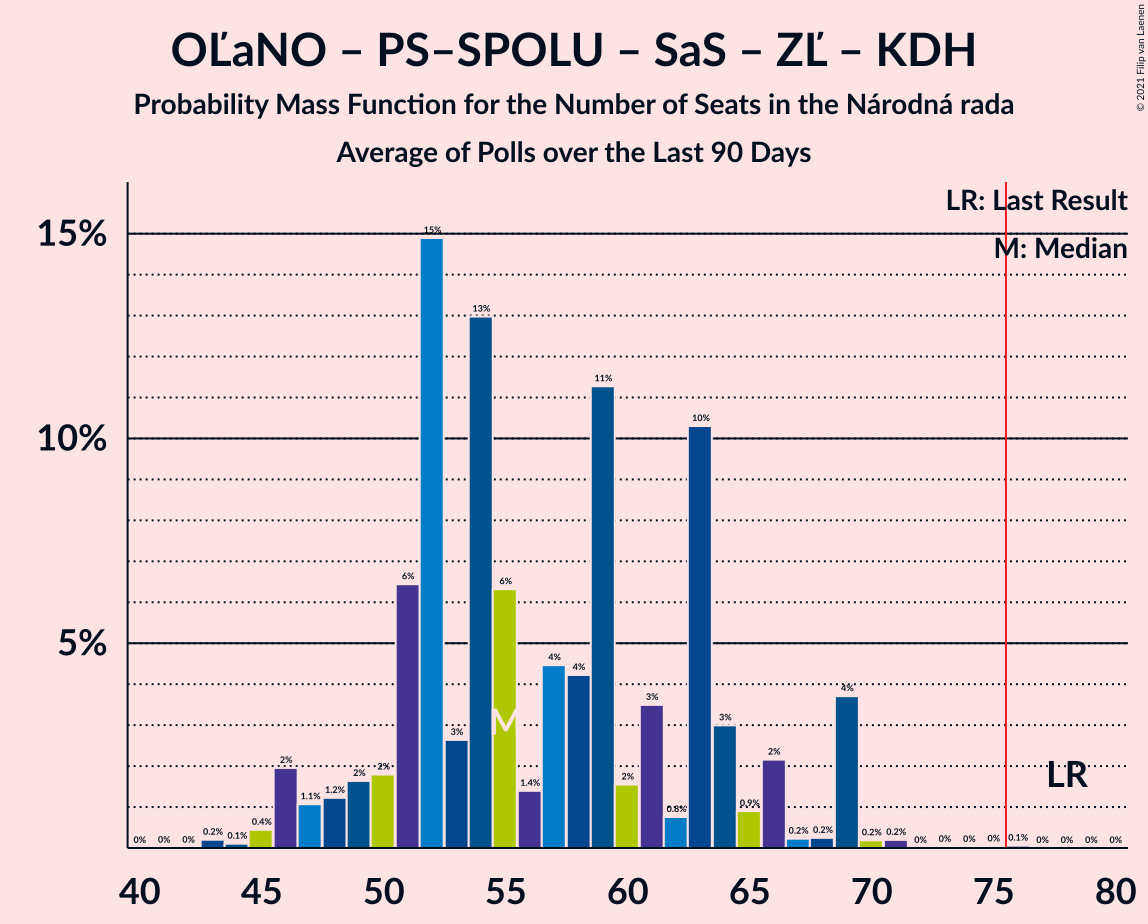 OĽaNO – PS–SPOLU – SaS – ZĽ – KDH
Probability Mass Function for the Number of Seats in the Národná rada
Average of Polls over the Last 90 Days
© 2021 Filip van Laenen
LR: Last Result
M: Median
15%
10%
5%
0% 0% 0% 0.2% 0.1% 0.4% 2% 1.1% 1.2% 2% 2% 6% 15% 3% 13% 6% 1.4% 4% 4% 11% 2% 3% 0.8% 10% 3% 0.9% 2% 0.2% 0.2% 4% 0.2% 0.2% 0% 0% 0% 0% 0.1% 0% 0% 0% 0%
M
LR
40 45 50 55 60 65 70 75 80